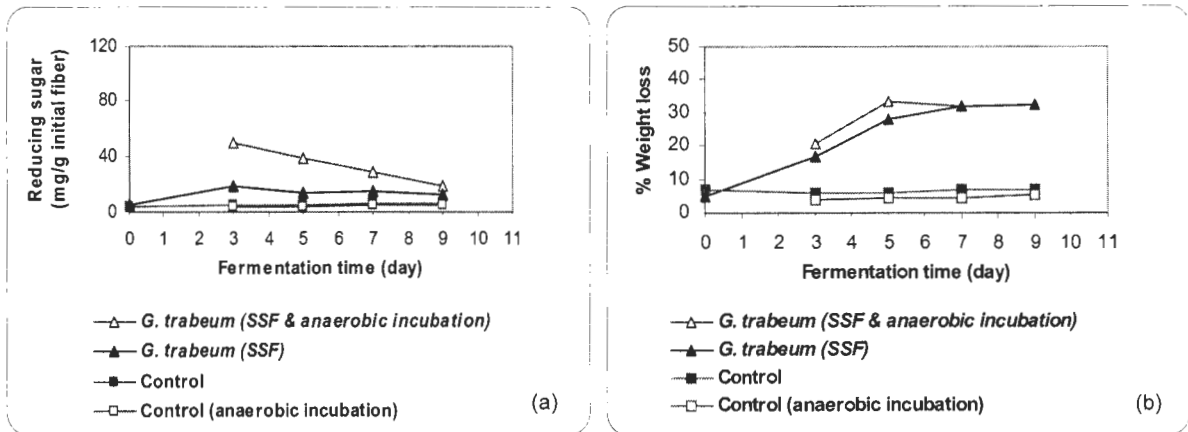 Reducing sugar
(mg/g initial fiber)
120
80
40
0
0 1 2 3 4 5 6 7 8 9 10 11
Fermentation time (day)
G. trabeum (SSF & anaerobic incubation)
G. trabeum (SSF)
Control
Control (anaerobic incubation)
(a)
% Weight loss
50
40
30
20
10
0
0 1 2 3 4 5 6 7 8 9 10 11
Fermentation time (day)
G. trabeum (SSF & anaerobic incubation)
G. trabeum (SSF)
Control
Control (anaerobic incubation)
(b)